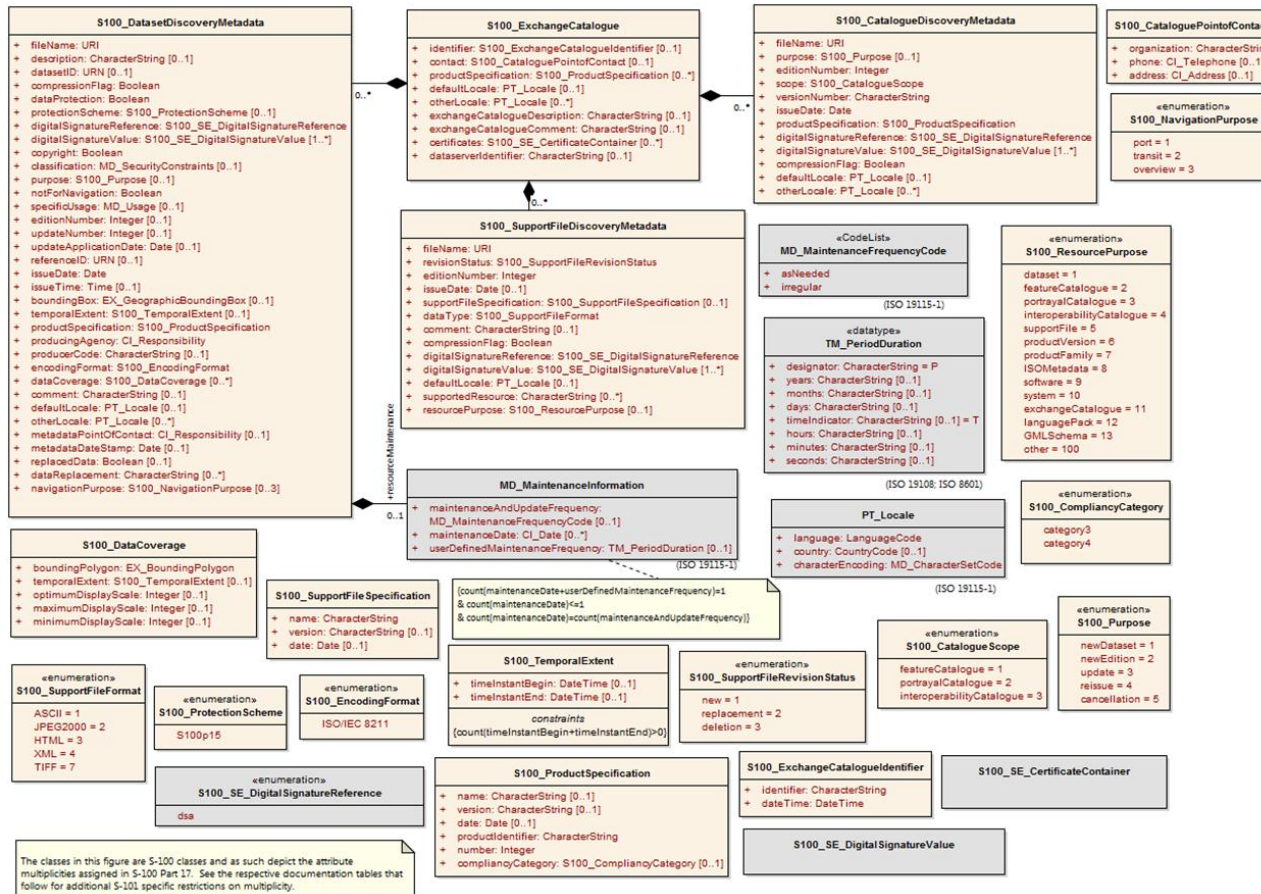 S100_DatasetDiscoveryMetadata
+ fileName: URI
+ description: CharacterString [0..1]
+ datasetID: URN [0..1]
+ compressionFlag: Boolean
+ dataProtection: Boolean
+ protectionScheme: S100_ProtectionScheme [0..1]
+ digitalSignatureReference: S100_SE_DigitalSignatureReference
+ digitalSignatureValue: S100_SE_DigitalSignatureValue [1..*]
+ copyright: Boolean
+ classification: MD_SecurityConstraints [0..1]
+ purpose: S100_Purpose [0..1]
+ notForNavigation: Boolean
+ specificUsage: MD_Usage [0..1]
+ editionNumber: Integer [0..1]
+ updateNumber: Integer [0..1]
+ updateApplicationDate: Date [0..1]
+ referenceID: URN [0..1]
+ issueDate: Date
+ issueTime: Time [0..1]
+ boundingBox: EX_GeographicBoundingBox [0..1]
+ temporalExtent: S100_TemporalExtent [0..1]
+ productSpecification: S100_ProductSpecification
+ producingAgency: CI_Responsibility
+ producerCode: CharacterString [0..1]
+ encodingFormat: S100_EncodingFormat
+ dataCoverage: S100_DataCoverage [0..*]
+ comment: CharacterString [0..1]
+ defaultLocale: PT_Locale [0..1]
+ otherLocale: PT_Locale [0..*]
+ metadataPointOfContact: CI_Responsibility [0..1]
+ metadataDateStamp: Date [0..1]
+ replacedData: Boolean [0..1]
+ dataReplacement: CharacterString [0..*]
+ navigationPurpose: S100_NavigationPurpose [0..3]
0..*
S100_ExchangeCatalogue
+ identifier: S100_ExchangeCatalogueIdentifier [0..1]
+ contact: S100_CataloguePointofContact [0..1]
+ productSpecification: S100_ProductSpecification [0..*]
+ defaultLocale: PT_Locale [0..1]
+ otherLocale: PT_Locale [0..*]
+ exchangeCatalogueDescription: CharacterString [0..1]
+ exchangeCatalogueComment: CharacterString [0..1]
+ certificates: S100_SE_CertificateContainer [0..*]
+ dataserverIdentifier: CharacterString [0..1]
0..*
0..*
S100_CatalogueDiscoveryMetadata
+ fileName: URI
+ purpose: S100_Purpose [0..1]
+ editionNumber: Integer
+ scope: S100_CatalogueScope
+ versionNumber: CharacterString
+ issueDate: Date
+ productSpecification: S100_ProductSpecification
+ digitalSignatureReference: S100_SE_DigitalSignatureReference
+ digitalSignatureValue: S100_SE_DigitalSignatureValue [1..*]
+ compressionFlag: Boolean
+ defaultLocale: PT_Locale [0..1]
+ otherLocale: PT_Locale [0..*]
S100_CataloguePointofContact
+ organization: CharacterString
+ phone: CI_Telephone [0..1]
+ address: CI_Address [0..1]
«enumeration»
S100_NavigationPurpose
port = 1
transit = 2
overview = 3
S100_SupportFileDiscoveryMetadata
+ fileName: URI
+ revisionStatus: S100_SupportFileRevisionStatus
+ editionNumber: Integer
+ issueDate: Date [0..1]
+ supportFileSpecification: S100_SupportFileSpecification [0..1]
+ dataType: S100_SupportFileFormat
+ comment: CharacterString [0..1]
+ compressionFlag: Boolean
+ digitalSignatureReference: S100_SE_DigitalSignatureReference
+ digitalSignatureValue: S100_SE_DigitalSignatureValue [1..*]
+ defaultLocale: PT_Locale [0..1]
+ supportedResource: CharacterString [0..*]
+ resourcePurpose: S100_ResourcePurpose [0..1]
«CodeList»
MD_MaintenanceFrequencyCode
+ asNeeded
+ irregular
(ISO 19115-1)
«datatype»
TM_PeriodDuration
+ designator: CharacterString = P
+ years: CharacterString [0..1]
+ months: CharacterString [0..1]
+ days: CharacterString [0..1]
+ timeIndicator: CharacterString [0..1] = T
+ hours: CharacterString [0..1]
+ minutes: CharacterString [0..1]
+ seconds: CharacterString [0..1]
(ISO 19108; ISO 8601)
«enumeration»
S100_ResourcePurpose
dataset = 1
featureCatalogue = 2
portrayalCatalogue = 3
interoperabilityCatalogue = 4
supportFile = 5
productVersion = 6
productFamily = 7
ISOMetadata = 8
software = 9
system = 10
exchangeCatalogue = 11
languagePack = 12
GMLSchema = 13
other = 100
+resourceMaintenance
0..1
MD_MaintenanceInformation
+ maintenanceAndUpdateFrequency:
MD_MaintenanceFrequencyCode [0..1]
+ maintenanceDate: CI_Date [0..*]
+ userDefinedMaintenanceFrequency: TM_PeriodDuration [0..1]
(ISO 19115-1)
{count(maintenanceDate+userDefinedMaintenanceFrequency)=1
& count(maintenanceDate)<=1
& count(maintenanceDate)=count(maintenanceAndUpdateFrequency)}
PT_Locale
+ language: LanguageCode
+ country: CountryCode [0..1]
+ characterEncoding: MD_CharacterSetCode
(ISO 19115-1)
«enumeration»
S100_CompliancyCategory
category3
category4
S100_DataCoverage
+ boundingPolygon: EX_BoundingPolygon
+ temporalExtent: S100_TemporalExtent [0..1]
+ optimumDisplayScale: Integer [0..1]
+ maximumDisplayScale: Integer [0..1]
+ minimumDisplayScale: Integer [0..1]
S100_SupportFileSpecification
+ name: CharacterString
+ version: CharacterString [0..1]
+ date: Date [0..1]
«enumeration»
S100_CatalogueScope
featureCatalogue = 1
portrayalCatalogue = 2
interoperabilityCatalogue = 3
«enumeration»
S100_Purpose
newDataset = 1
newEdition = 2
update = 3
reissue = 4
cancellation = 5
«enumeration»
S100_SupportFileFormat
ASCII = 1
JPEG2000 = 2
HTML = 3
XML = 4
TIFF = 7
«enumeration»
S100_ProtectionScheme
S100p15
«enumeration»
S100_EncodingFormat
ISO/IEC 8211
S100_TemporalExtent
+ timeInstantBegin: DateTime [0..1]
+ timeInstantEnd: DateTime [0..1]
constraints
{count(timeInstantBegin+timeInstantEnd)>0}
«enumeration»
S100_SupportFileRevisionStatus
new = 1
replacement = 2
deletion = 3
«enumeration»
S100_SE_DigitalSignatureReference
dsa
S100_ProductSpecification
+ name: CharacterString [0..1]
+ version: CharacterString [0..1]
+ date: Date [0..1]
+ productIdentifier: CharacterString
+ number: Integer
+ compliancyCategory: S100_CompliancyCategory [0..1]
S100_ExchangeCatalogueIdentifier
+ identifier: CharacterString
+ dateTime: DateTime
S100_SE_CertificateContainer
S100_SE_DigitalSignatureValue
The classes in this figure are S-100 classes and as such depict the attribute
multiplicities assigned in S-100 Part 17. See the respective documentation tables that
follow for additional S-101 specific restrictions on multiplicity.